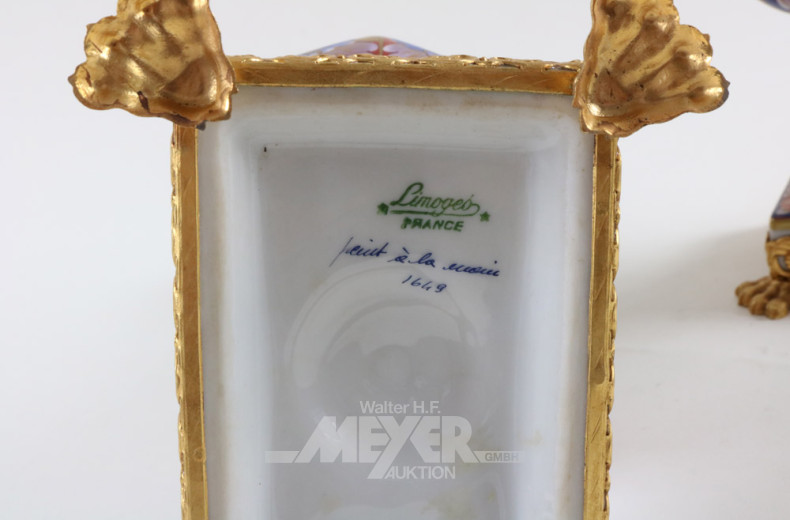 Limoges
FRANCE
peint à la main
1649
Walter H.F.
MEYER
GMBH
AUKTION